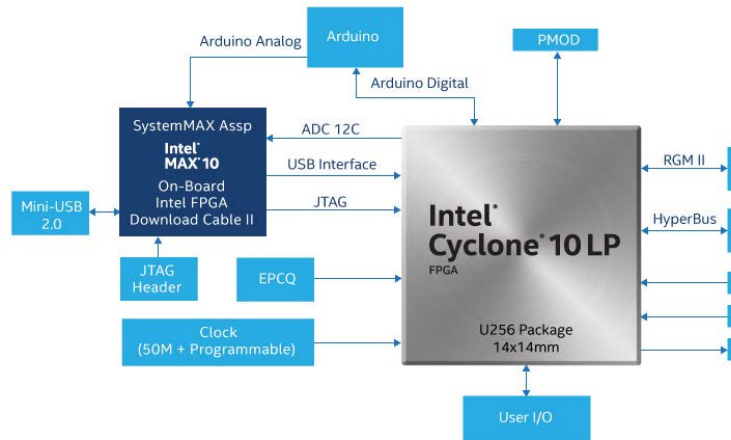 Arduino
PMOD
Arduino Analog
Arduino Digital
SystemMAX Assp
Intel®
MAX® 10
On-Board
Intel FPGA
Download Cable II
ADC 12C
USB Interface
JTAG
Mini-USB
2.0
JTAG
Header
EPCQ
Clock
(50M + Programmable)
Intel®
Cyclone® 10 LP
FPGA
U256 Package
14x14mm
RGM II
HyperBus
User I/O